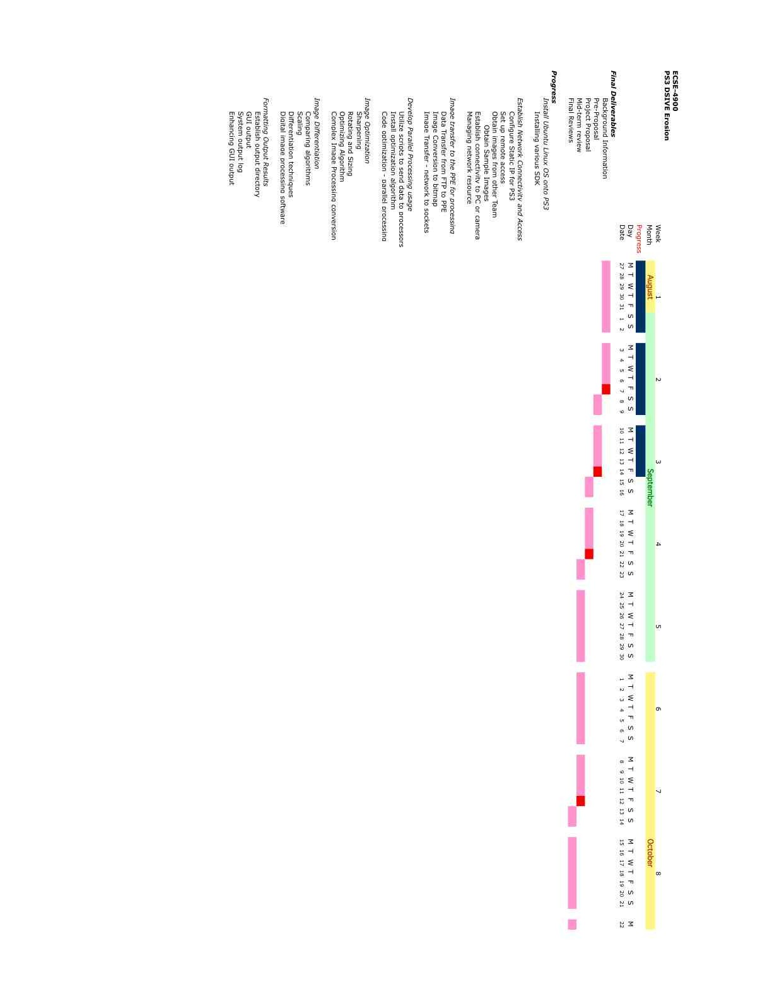 ECSE-4900
PS3 DSIVE Erosion
Week 1 2 3 4 5 6 7 8
Month August September October
Progress
Day M T W T F S S M T W T F S S M T W T F S S M T W T F S S M T W T F S S M T W T F S S M T W T F S S M T W T F S S M
Date 27 28 29 30 31 1 2 3 4 5 6 7 8 9 10 11 12 13 14 15 16 17 18 19 20 21 22 23 24 25 26 27 28 29 30 1 2 3 4 5 6 7 8 9 10 11 12 13 14 15 16 17 18 19 20 21 22
Final Deliverables
Background Information
Pre-Proposal
Project Proposal
Mid-term review
Final Reviews
Progress
Install Ubuntu Linux OS onto PS3
Installing various SDK
Establish Network Connectivity and Access
Configure Static IP for PS3
Set up remote access
Obtain images from other Team
Obtain Sample Images
Establish connectivity to PC or camera
Managing network resource
Image transfer to the PPE for processing
Data Transfer from FTP to PPE
Image Conversion to bitmap
Image Transfer - network to sockets
Develop Parallel Processing usage
Utilize scripts to send data to processors
Install optimization algorithm
Code optimization - parallel processing
Image Optimization
Sharpening
Rotating and Sizing
Optimizing Algorithm
Complex Image Processing conversion
Image Differentiation
Comparing algorithms
Scaling
Differentiation techniques
Digital image processing software
Formatting Output Results
Establish output directory
GUI output
System output log
Enhancing GUI output